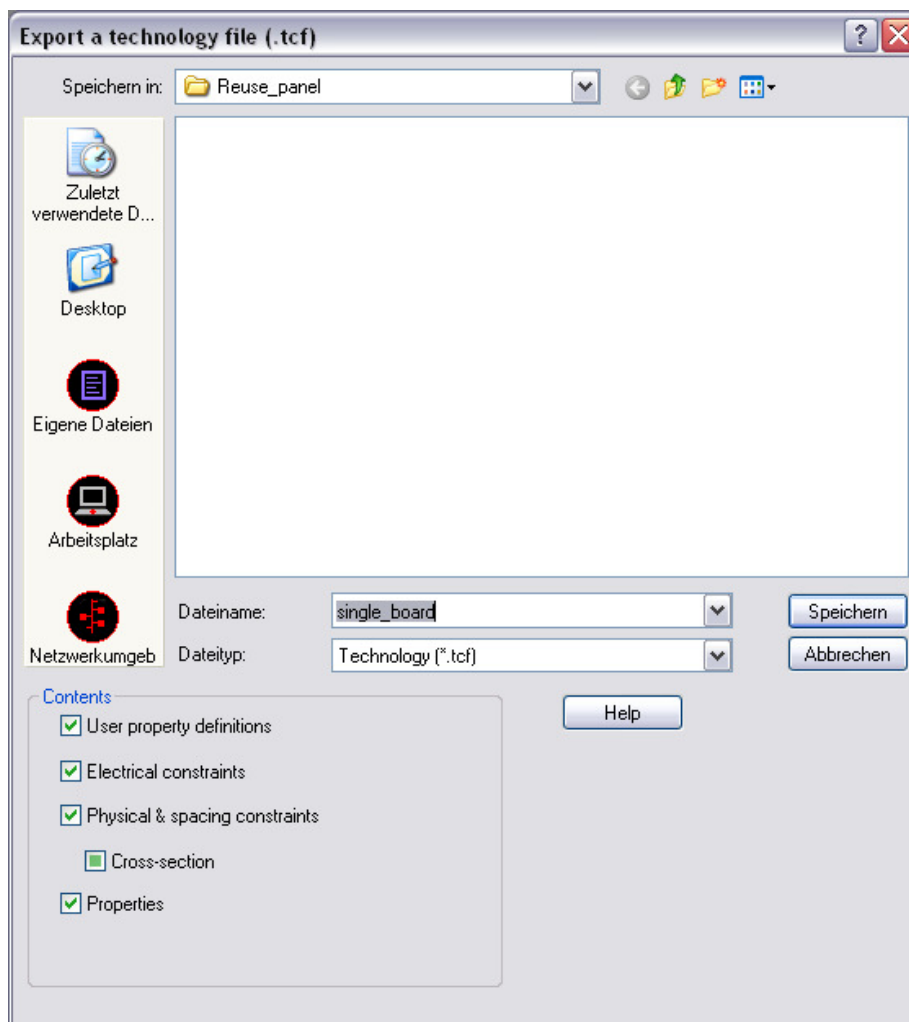 Export a technology file (.tcf)
Speichern in:
Reuse_panel
Zuletzt
verwendete D...
Desktop
Eigene Dateien
Arbeitsplatz
Netzwerkumgeb
Dateiname:
single_board
Speichern
Dateityp:
Technology (*.tcf)
Abbrechen
Contents
User property definitions
Help
Electrical constraints
Physical & spacing constraints
Cross-section
Properties